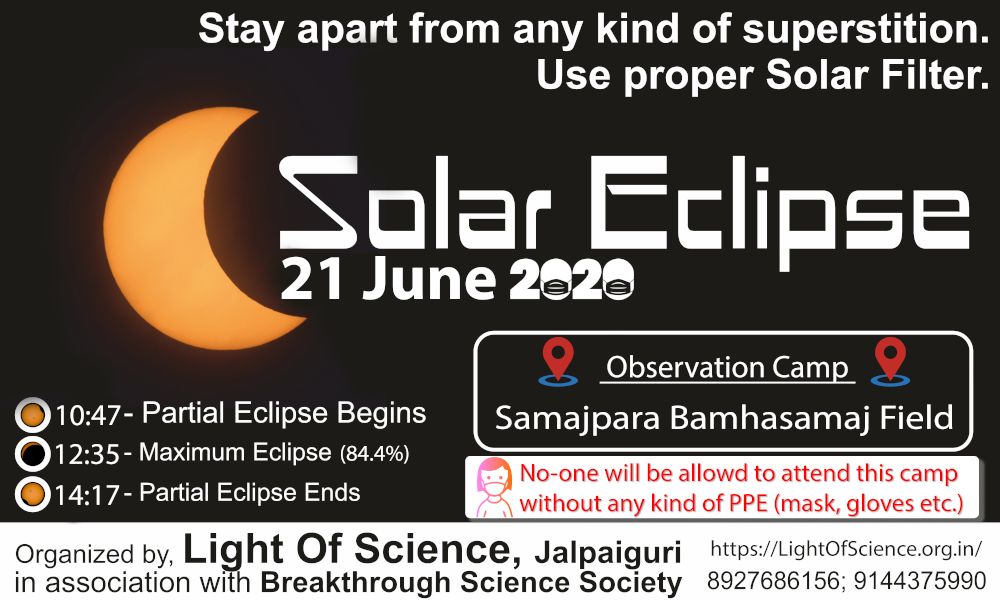 Stay apart from any kind of superstition.
Use proper Solar Filter.
Solar Eclipse
21 June 2020
Observation Camp
Samajpara Bamhasamaj Field
10:47 - Partial Eclipse Begins
12:35 - Maximum Eclipse (84.4%)
14:17 - Partial Eclipse Ends
No-one will be allowd to attend this camp
without any kind of PPE (mask, gloves etc.)
Organized by, Light Of Science, Jalpaiguri
in association with Breakthrough Science Society
https://LightOfScience.org.in/
8927686156; 9144375990